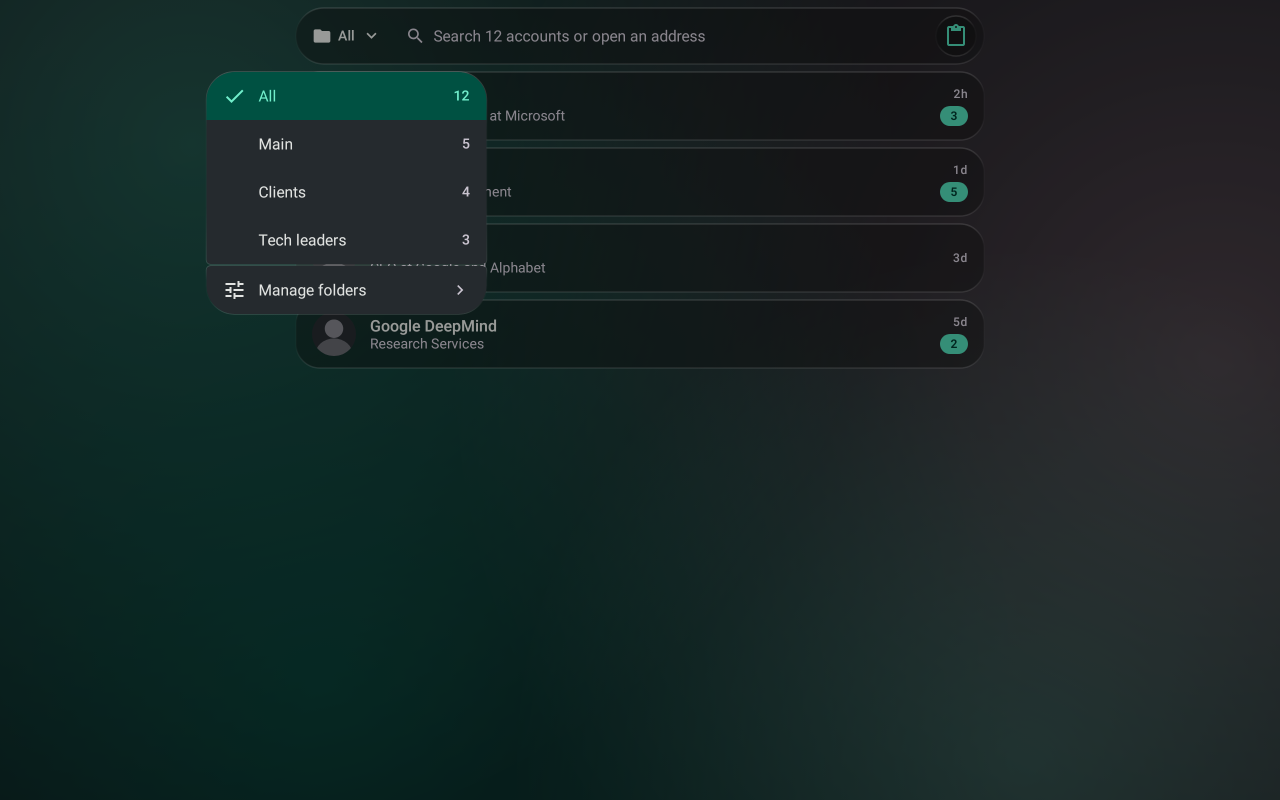 All
Search 12 accounts or open an address
All 12
Main 5
Clients 4
Tech leaders 3
Manage folders
2h
at Microsoft
3
1d
5
3d
Alphabet
Google DeepMind
Research Services
5d
2